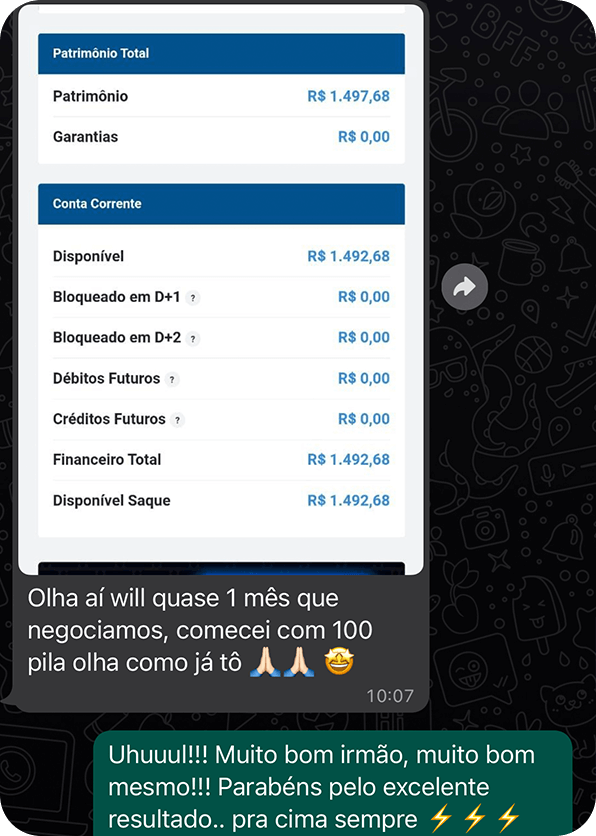 Patrimônio Total
Patrimônio R$ 1.497,68
Garantias R$ 0,00
Conta Corrente
Disponível R$ 1.492,68
Bloqueado em D+1 ? R$ 0,00
Bloqueado em D+2 ? R$ 0,00
Débitos Futuros ? R$ 0,00
Créditos Futuros ? R$ 0,00
Financeiro Total R$ 1.492,68
Disponível Saque R$ 1.492,68
Olha aí will quase 1 mês que
negociamos, comecei com 100
pila olha como já tô 🙏🏻🙏🏻 🤩
10:07
Uhuuul!!! Muito bom irmão, muito bom
mesmo!!! Parabéns pelo excelente
resultado.. pra cima sempre ⚡⚡⚡
BFF